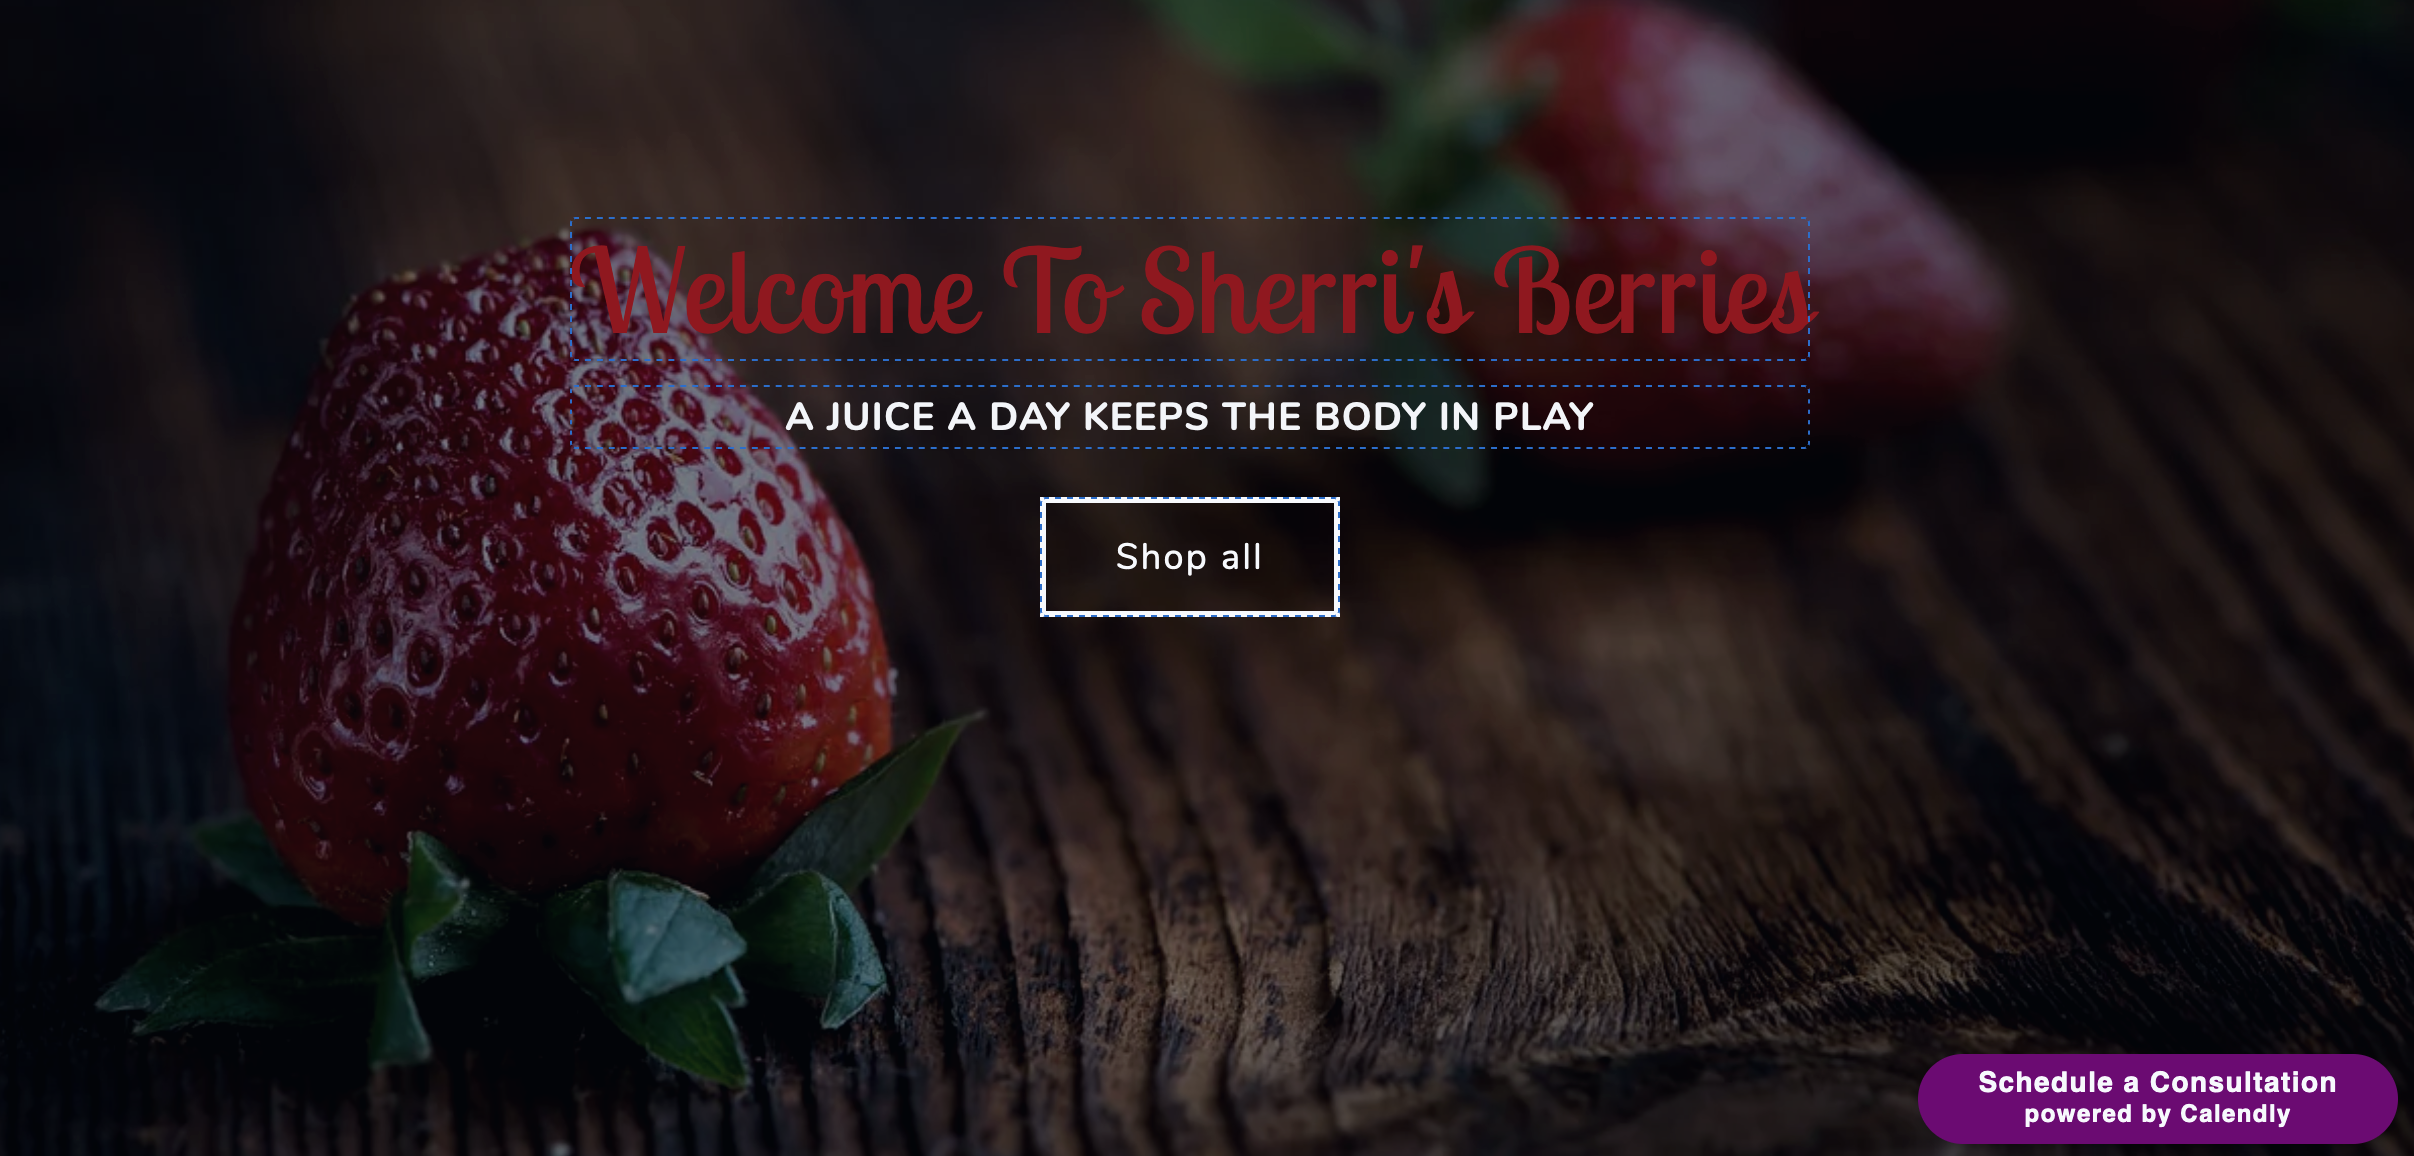 Welcome To Sherri's Berries
A JUICE A DAY KEEPS THE BODY IN PLAY
Shop all
Schedule a Consultation
powered by Calendly